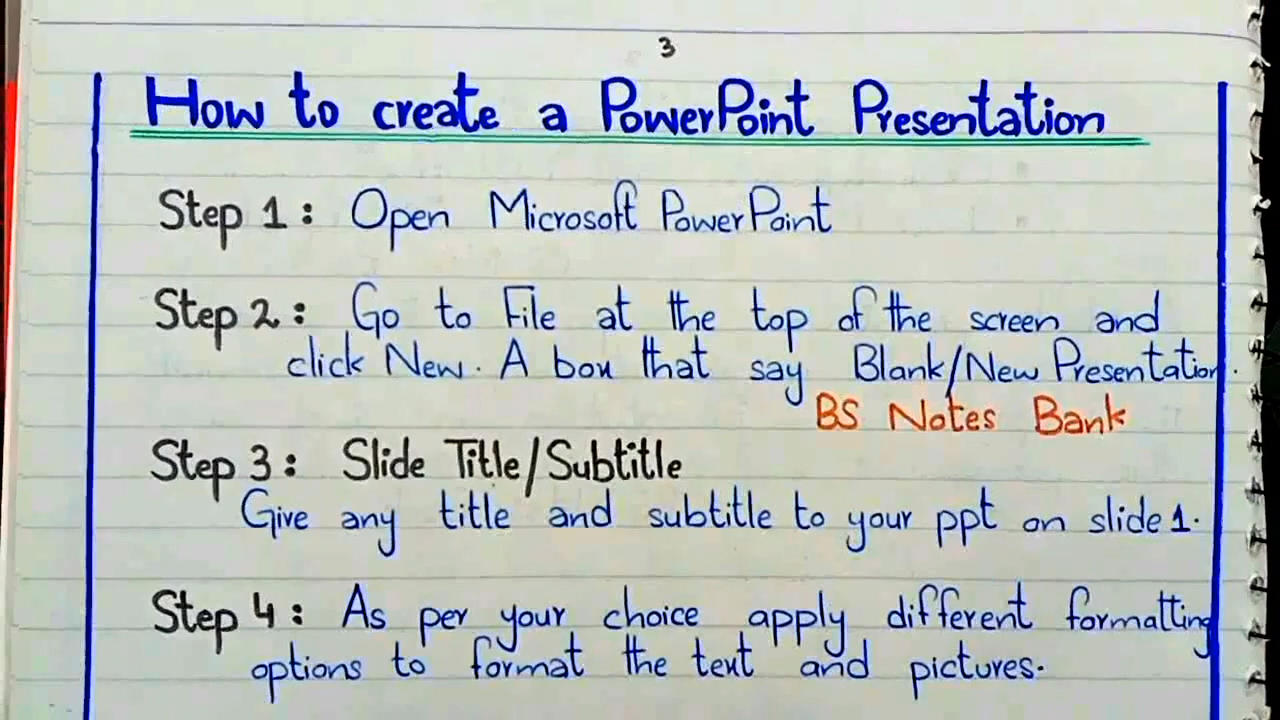 3
How to create a PowerPoint Presentation
Step 1: Open Microsoft PowerPoint
Step 2: Go to File at the top of the screen and
click New. A box that say Blank/New Presentation.
BS Notes Bank
Step 3: Slide Title/Subtitle
Give any title and subtitle to your ppt on slide 1.
Step 4: As per your choice apply different formatting
options to format the text and pictures.